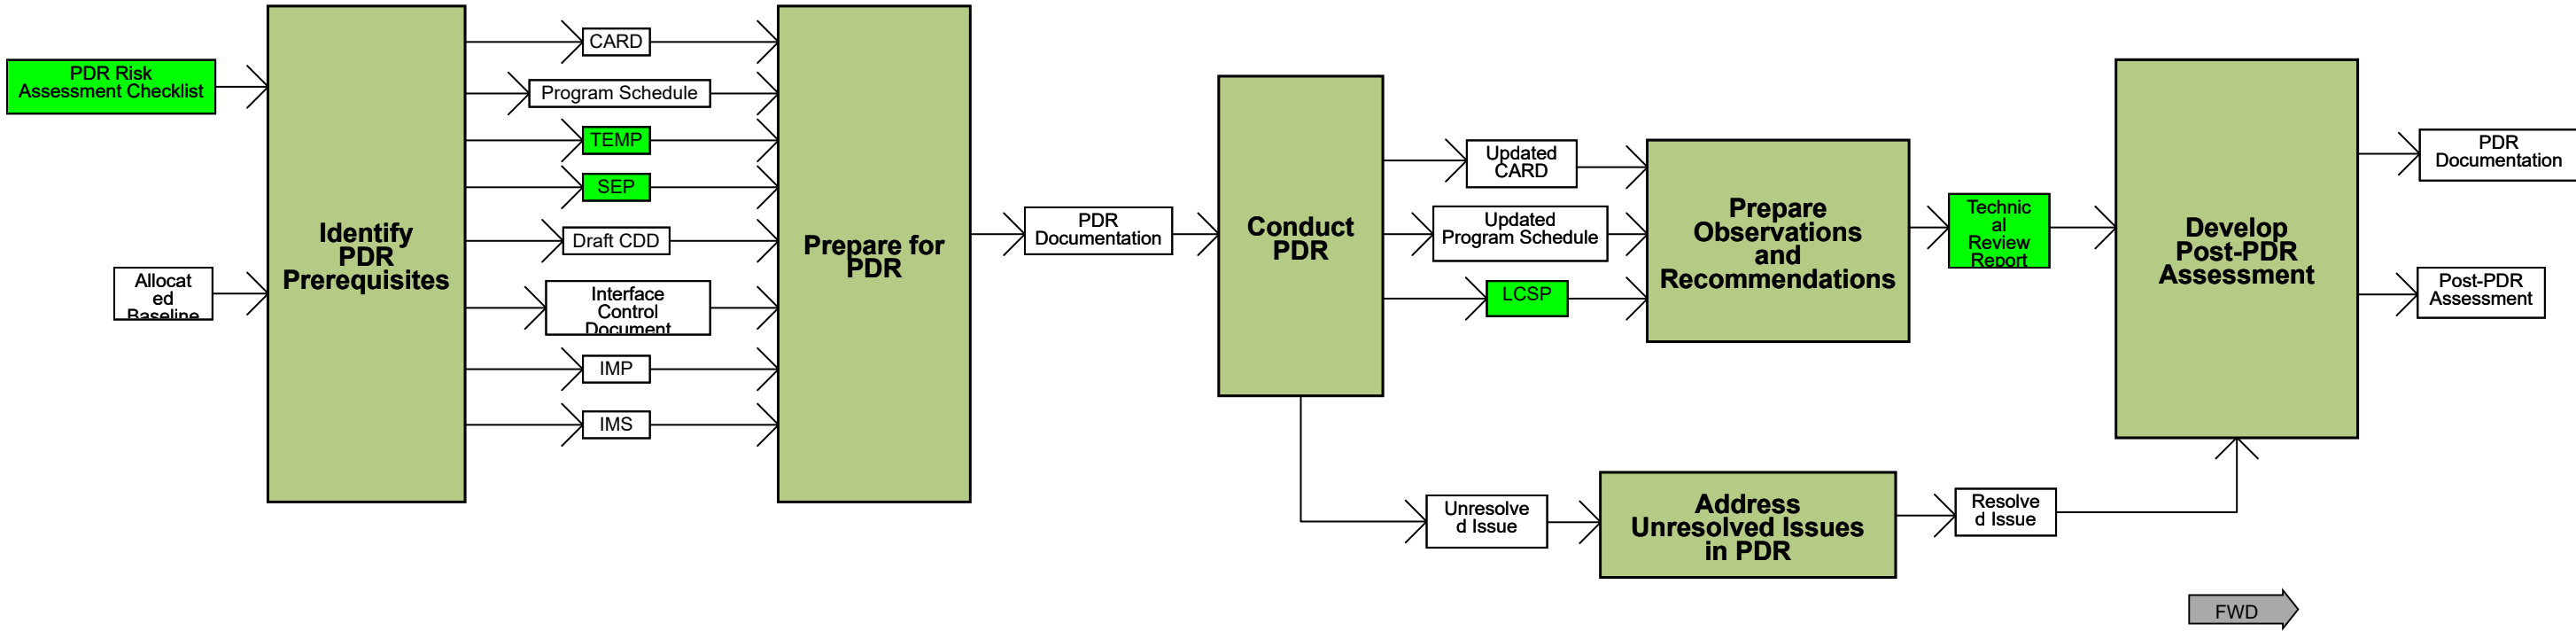 PDR Risk
Assessment Checklist
Allocat
ed
Baseline
Identify
PDR
Prerequisites
CARD
Program Schedule
TEMP
SEP
Draft CDD
Interface
Control
Document
IMP
IMS
Prepare for
PDR
PDR
Documentation
Conduct
PDR
Updated
CARD
Updated
Program Schedule
LCSP
Prepare
Observations
and
Recommendations
Technic
al
Review
Report
Develop
Post-PDR
Assessment
PDR
Documentation
Post-PDR
Assessment
Unresolve
d Issue
Address
Unresolved Issues
in PDR
Resolve
d Issue
FWD